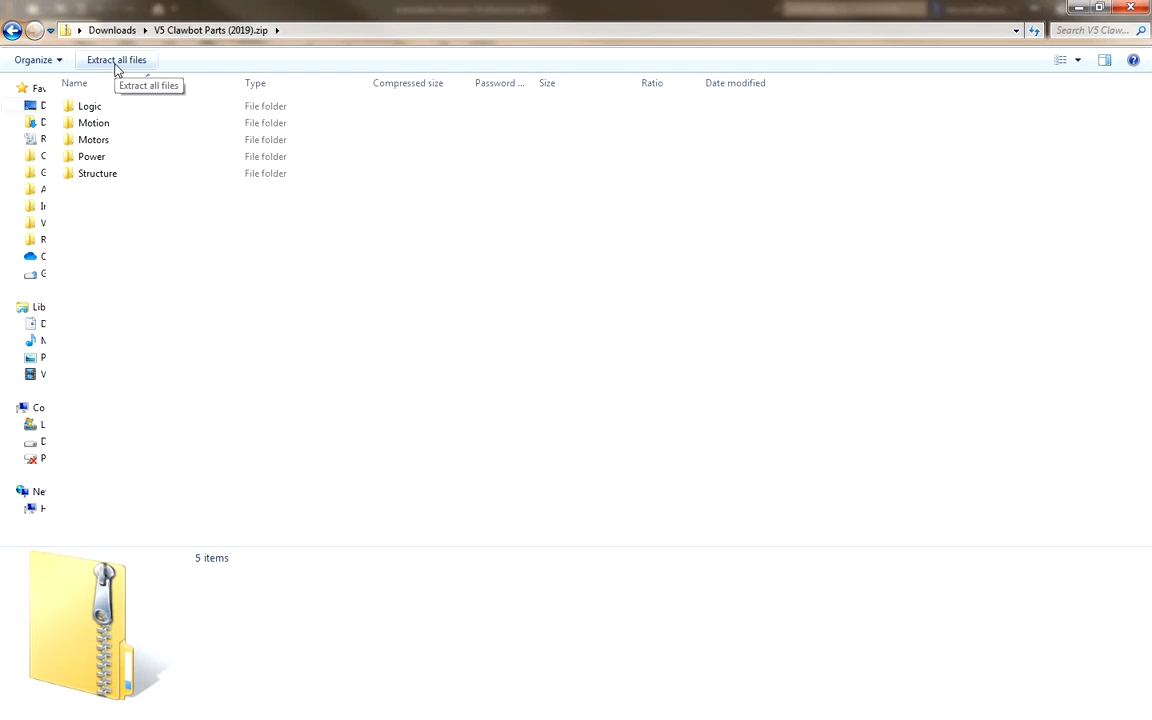 Downloads V5 Clawbot Parts (2019).zip Search V5 Claw...
Organize Extract all files
Extract all files
Name Type Compressed size Password ... Size Ratio Date modified
Logic File folder
Motion File folder
Motors File folder
Power File folder
Structure File folder
Fav
D
D
R
C
G
A
In
V
R
C
G
Lib
D
N
P
V
Co
L
D
P
Ne
H
5 items